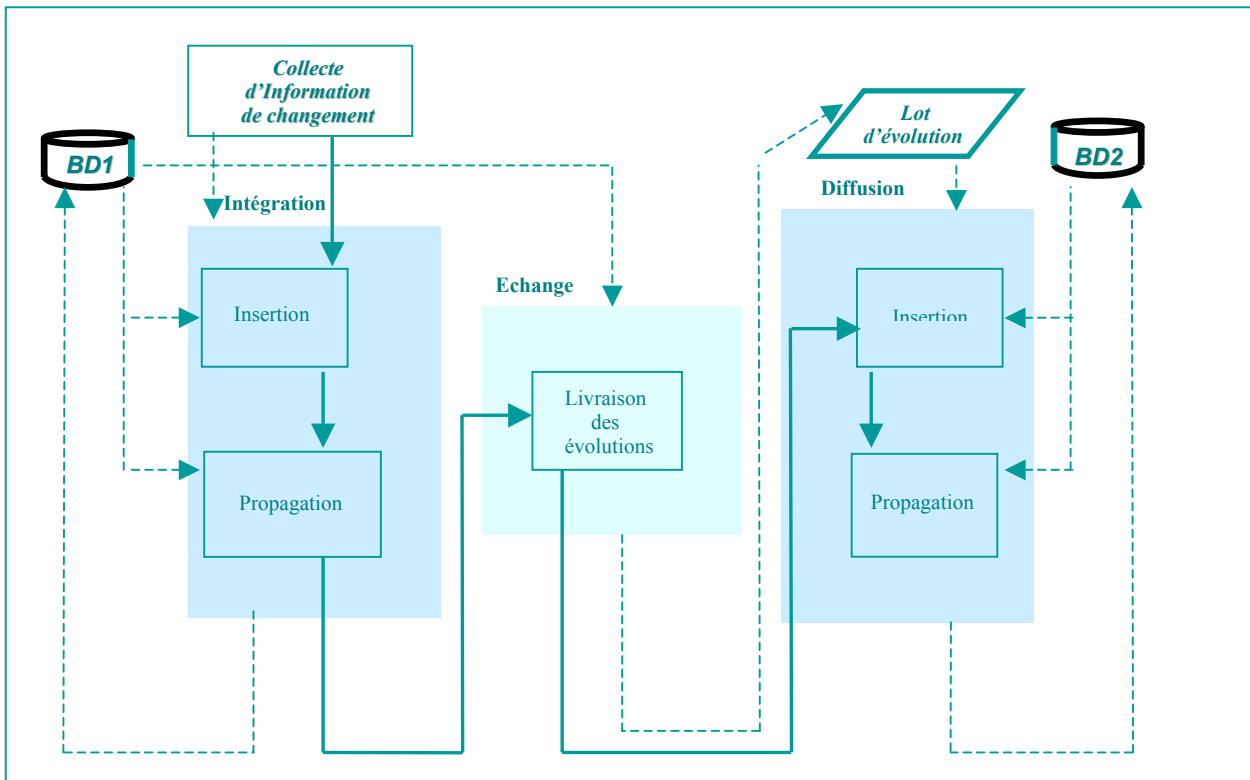 Collecte
d'Information
de changement
Lot
d'évolution
BD1
BD2
Intégration
Diffusion
Echange
Insertion
Insertion
Livraison
des
évolutions
Propagation
Propagation